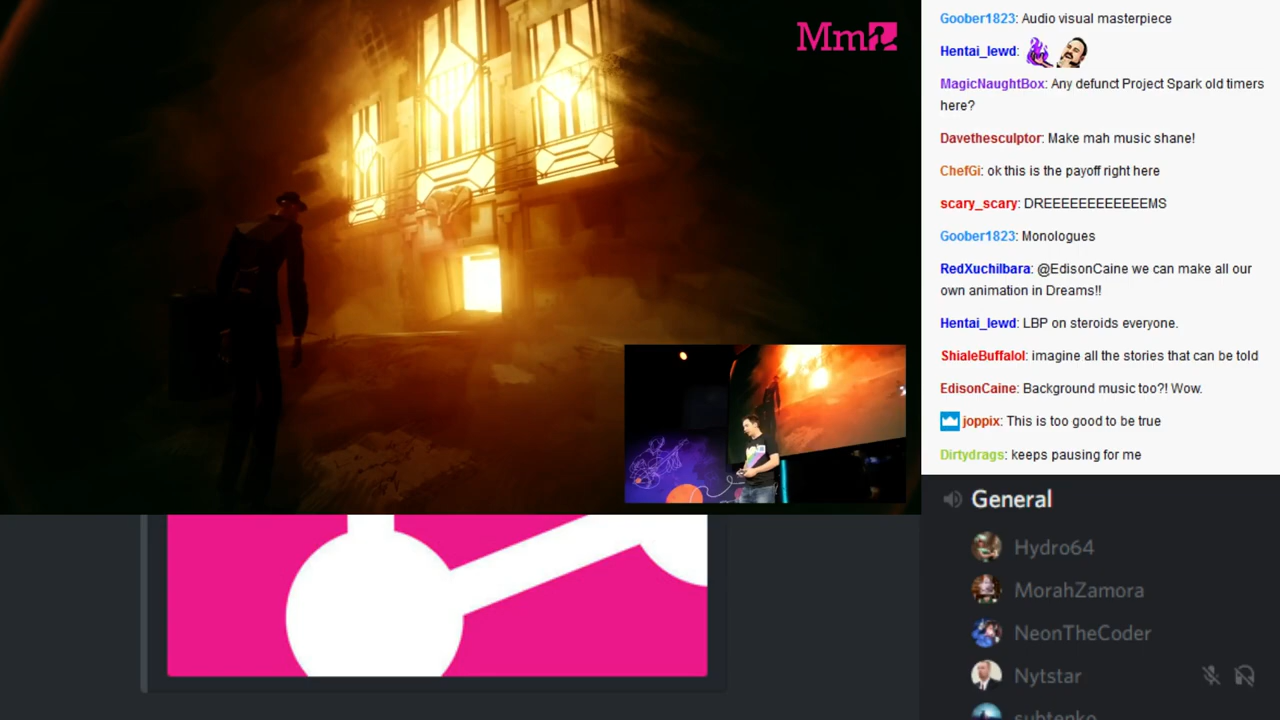 Mm
Goober1823: Audio visual masterpiece
Hentai_lewd:
MagicNaughtBox: Any defunct Project Spark old timers
here?
Davethesculptor: Make mah music shane!
ChefGi: ok this is the payoff right here
scary_scary: DREEEEEEEEEEEEMS
Goober1823: Monologues
RedXuchilbara: @EdisonCaine we can make all our
own animation in Dreams!!
Hentai_lewd: LBP on steroids everyone.
ShialeBuffalol: imagine all the stories that can be told
EdisonCaine: Background music too?! Wow.
joppix: This is too good to be true
Dirtydrags: keeps pausing for me
General
Hydro64
MorahZamora
NeonTheCoder
Nytstar
subtenko